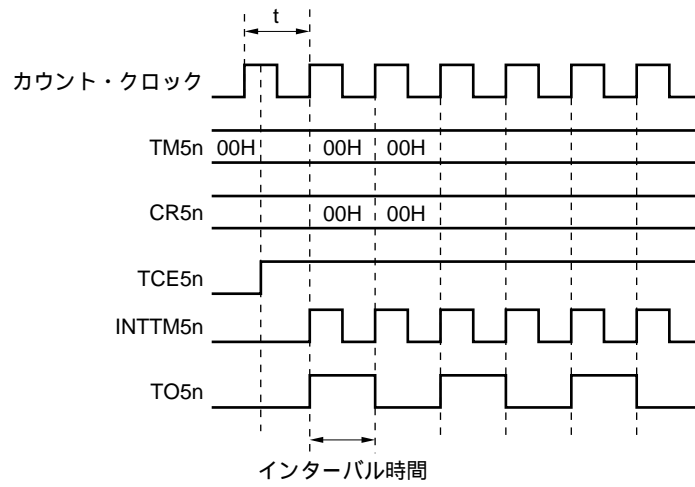 t
カウント・クロック
TM5n 00H 00H 00H
CR5n 00H 00H
TCE5n
INTTM5n
TO5n
インターバル時間